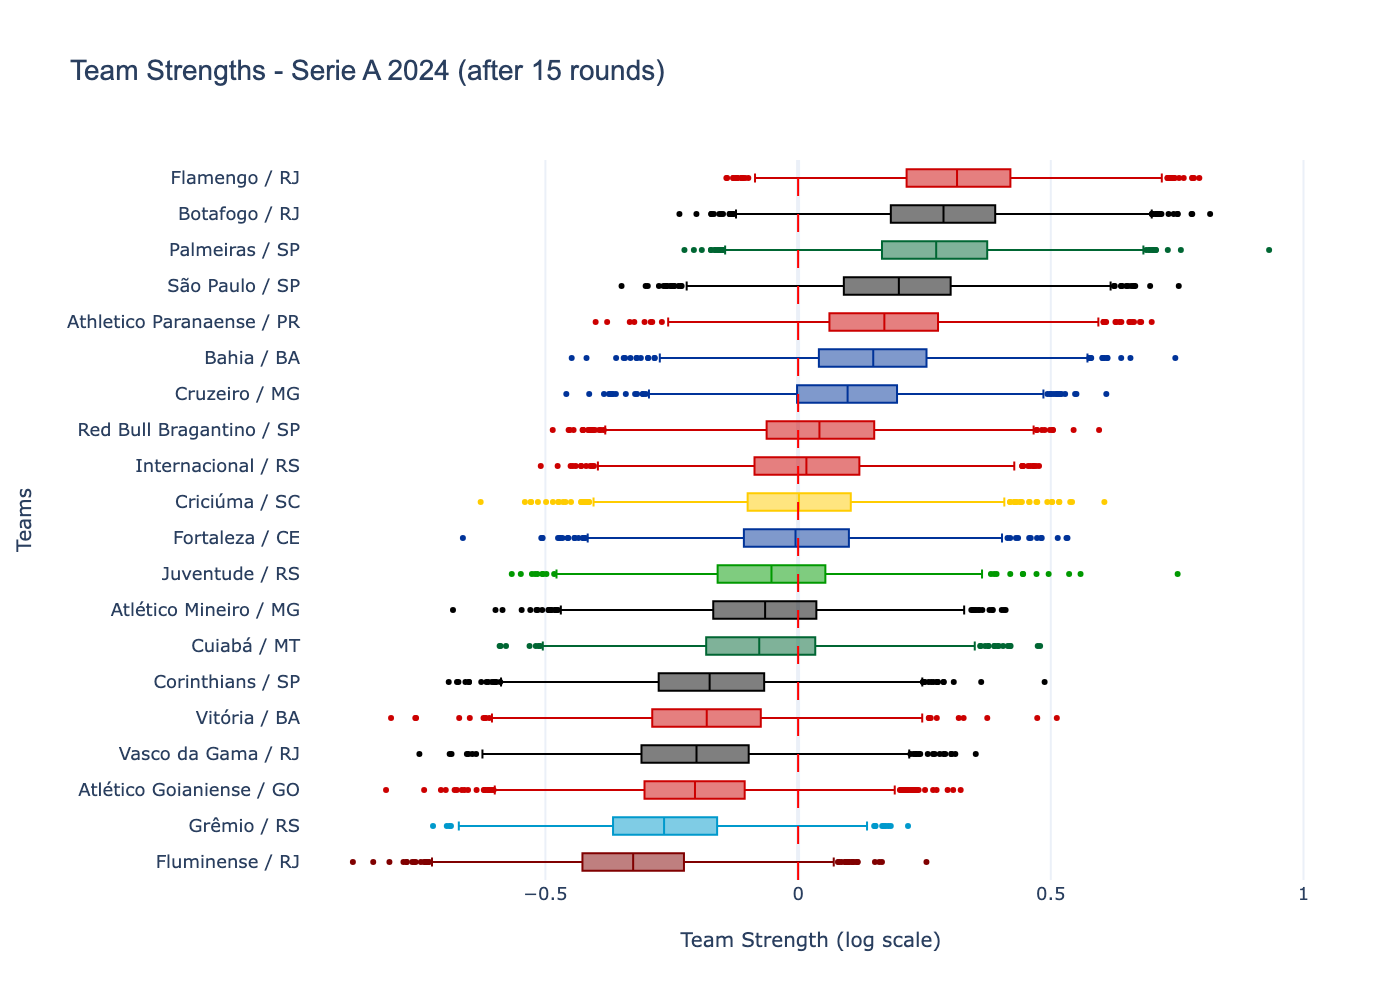 Team Strengths - Serie A 2024 (after 15 rounds)
Flamengo / RJ
Botafogo / RJ
Palmeiras / SP
São Paulo / SP
Athletico Paranaense / PR
Bahia / BA
Cruzeiro / MG
Red Bull Bragantino / SP
Internacional / RS
Criciúma / SC
Fortaleza / CE
Juventude / RS
Atlético Mineiro / MG
Cuiabá / MT
Corinthians / SP
Vitória / BA
Vasco da Gama / RJ
Atlético Goianiense / GO
Grêmio / RS
Fluminense / RJ
Teams
−0.5 0 0.5 1
Team Strength (log scale)